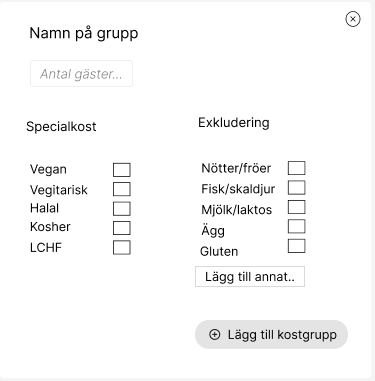 Namn på grupp
Antal gäster...
Specialkost
Vegan
Vegitarisk
Halal
Kosher
LCHF
Exkludering
Nötter/fröer
Fisk/skaldjur
Mjölk/laktos
Ägg
Gluten
Lägg till annat..
Lägg till kostgrupp